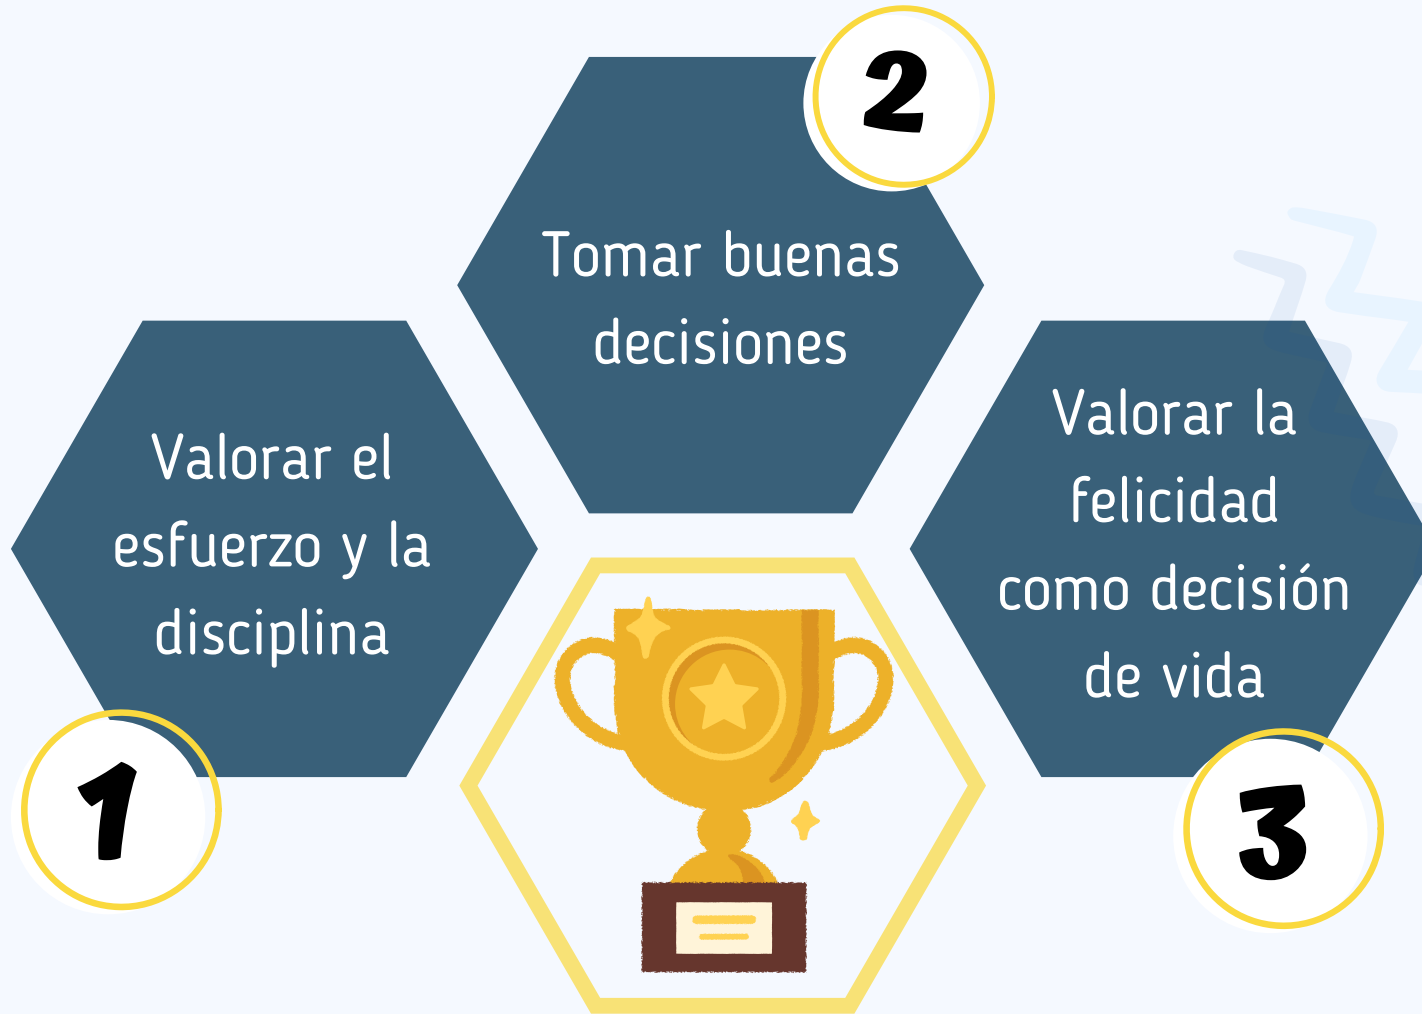 1
Valorar el
esfuerzo y la
disciplina
2
Tomar buenas
decisiones
3
Valorar la
felicidad
como decisión
de vida